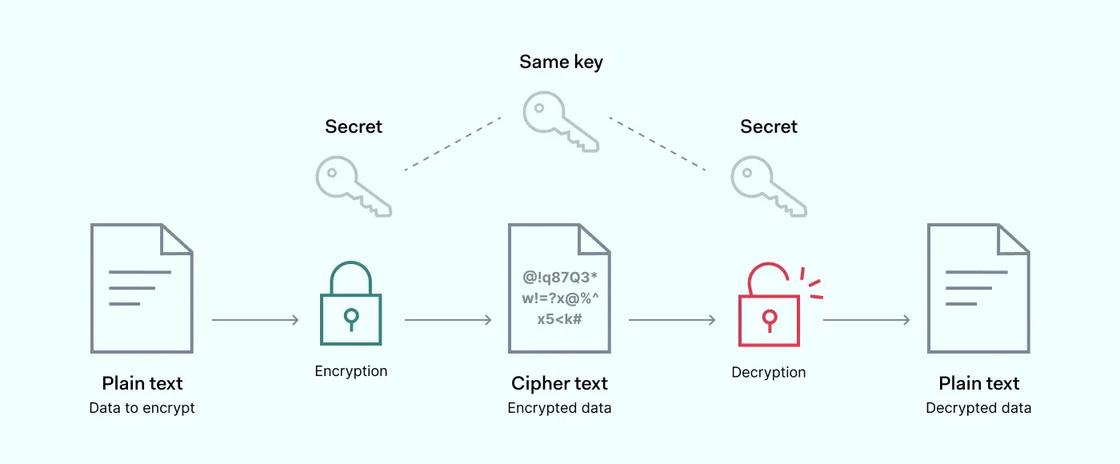 Same key
Secret
Secret
@!q87Q3*
w!=?x@%^
x5<k#
Encryption
Decryption
Plain text
Data to encrypt
Cipher text
Encrypted data
Plain text
Decrypted data